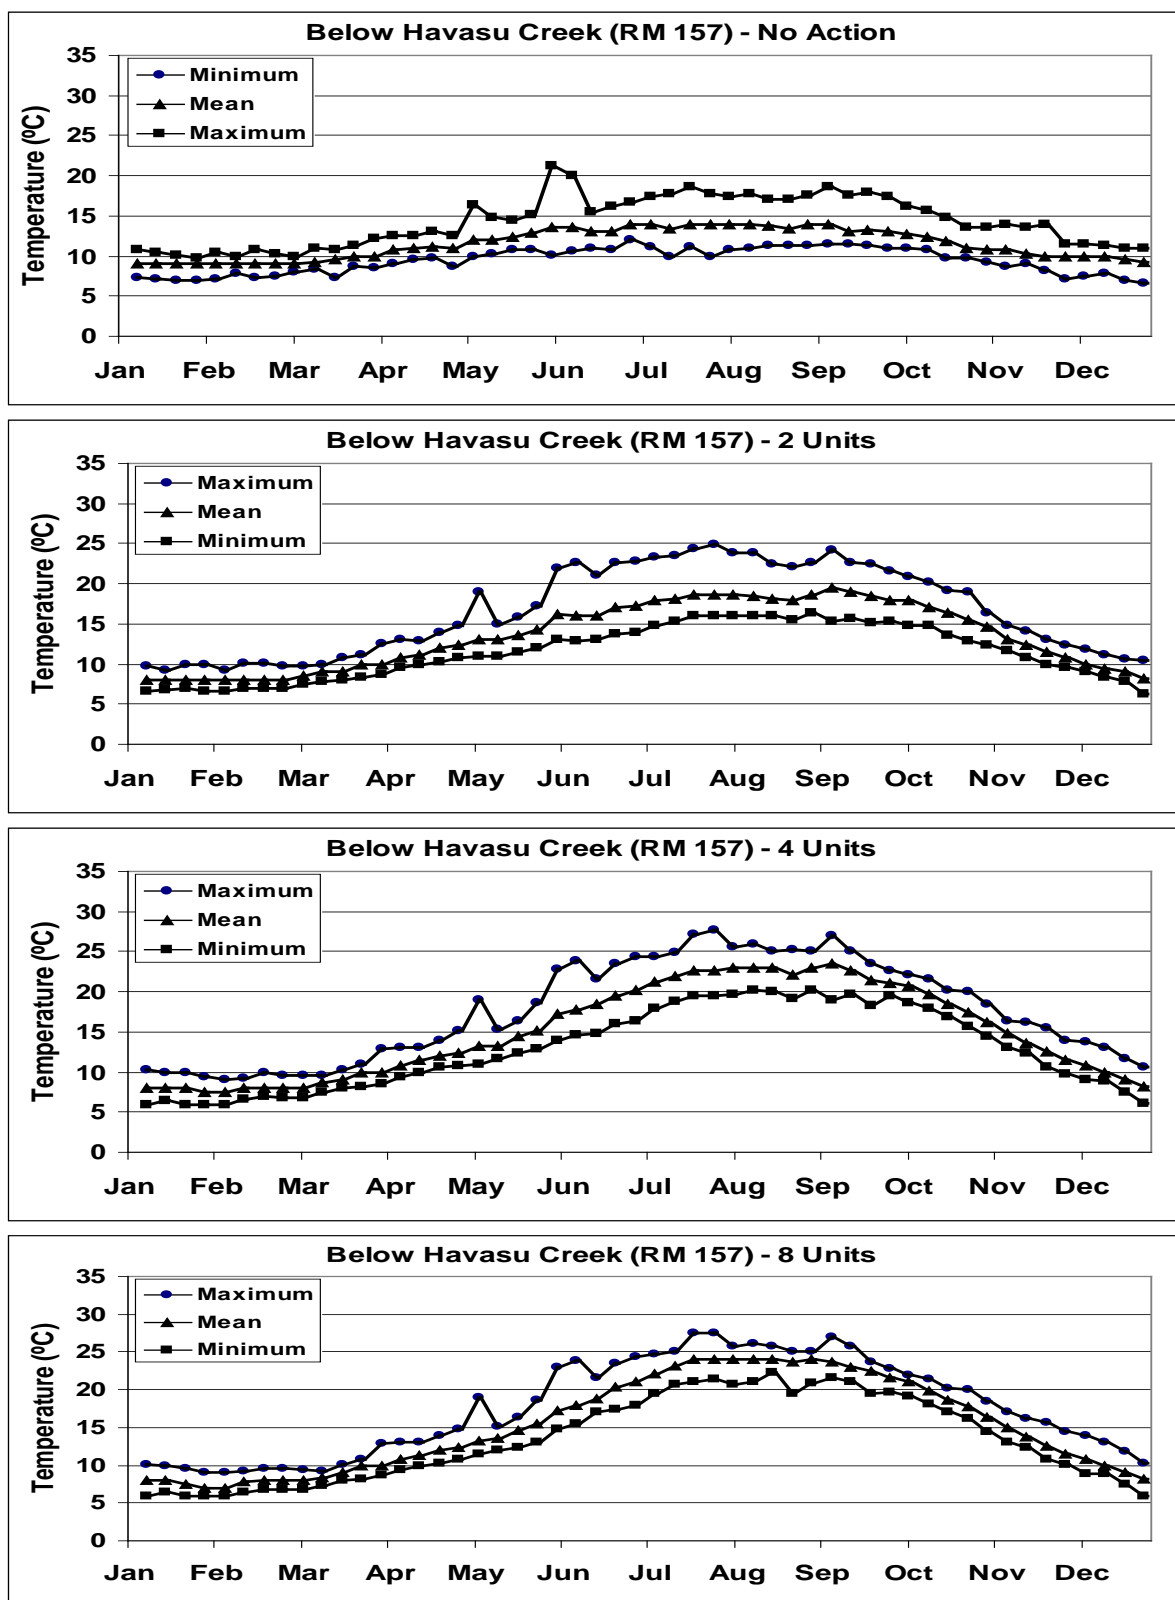 Below Havasu Creek (RM 157) - No Action
Temperature (ºC)
35
30
25
20
15
10
5
0
Minimum
Mean
Maximum
Jan Feb Mar Apr May Jun Jul Aug Sep Oct Nov Dec
Below Havasu Creek (RM 157) - 2 Units
Temperature (ºC)
35
30
25
20
15
10
5
0
Maximum
Mean
Minimum
Jan Feb Mar Apr May Jun Jul Aug Sep Oct Nov Dec
Below Havasu Creek (RM 157) - 4 Units
Temperature (ºC)
35
30
25
20
15
10
5
0
Maximum
Mean
Minimum
Jan Feb Mar Apr May Jun Jul Aug Sep Oct Nov Dec
Below Havasu Creek (RM 157) - 8 Units
Temperature (ºC)
35
30
25
20
15
10
5
0
Maximum
Mean
Minimum
Jan Feb Mar Apr May Jun Jul Aug Sep Oct Nov Dec